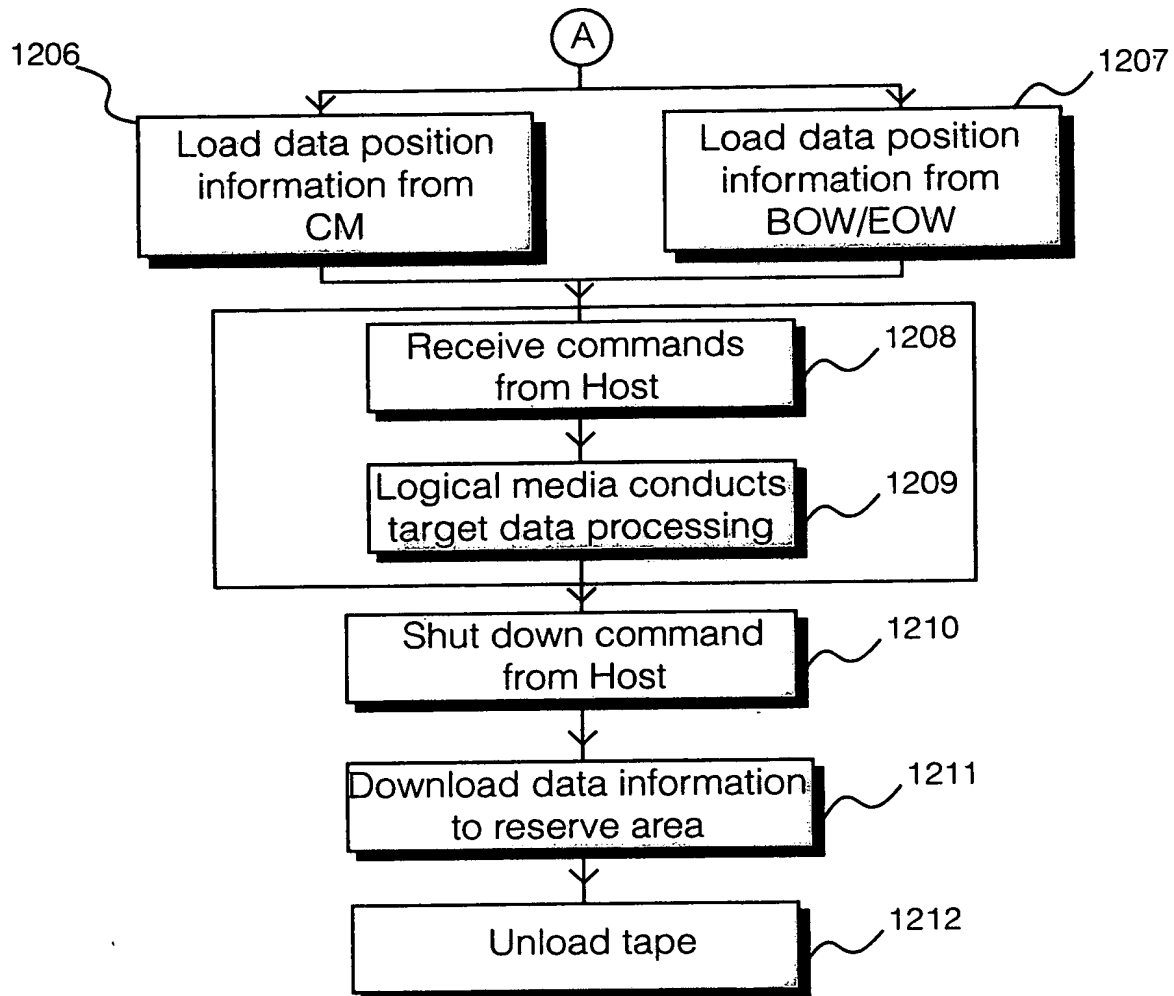 A
1206
1207
Load data position
information from
CM
Load data position
information from
BOW/EOW
Receive commands
from Host
1208
Logical media conducts
target data processing
1209
Shut down command
from Host
1210
Download data information
to reserve area
1211
Unload tape
1212